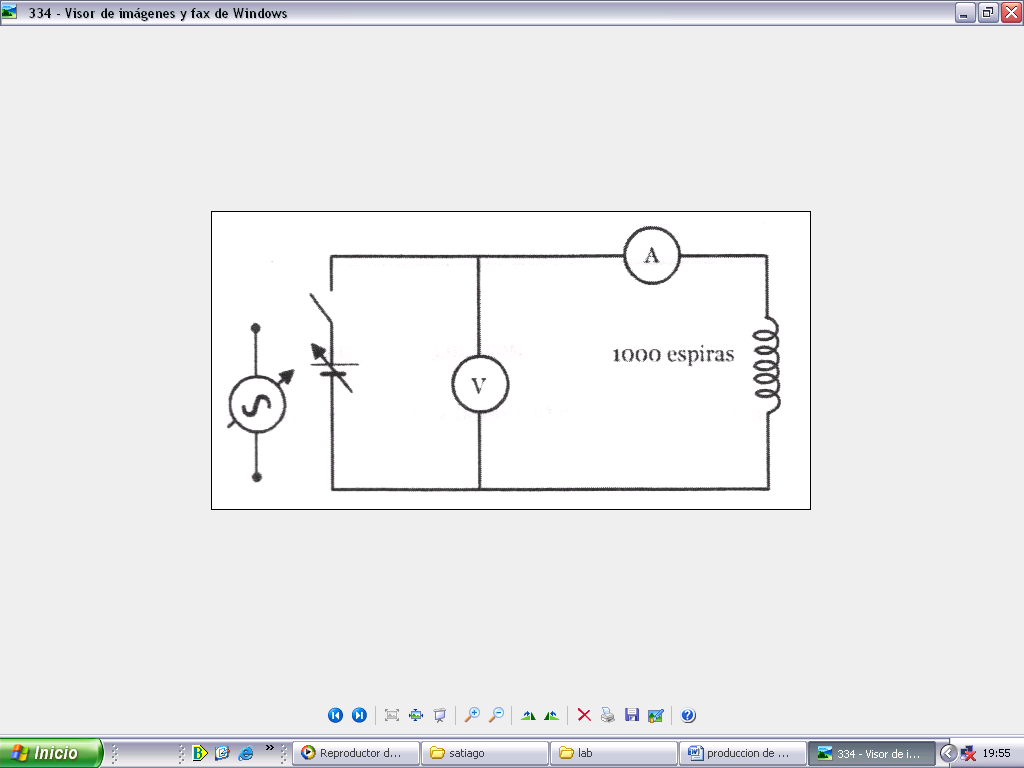 334 - Visor de imágenes y fax de Windows
A
1000 espiras
V
Inicio
Reproductor d...
satiago
lab
produccion de ...
334 - Visor de i...
19:55